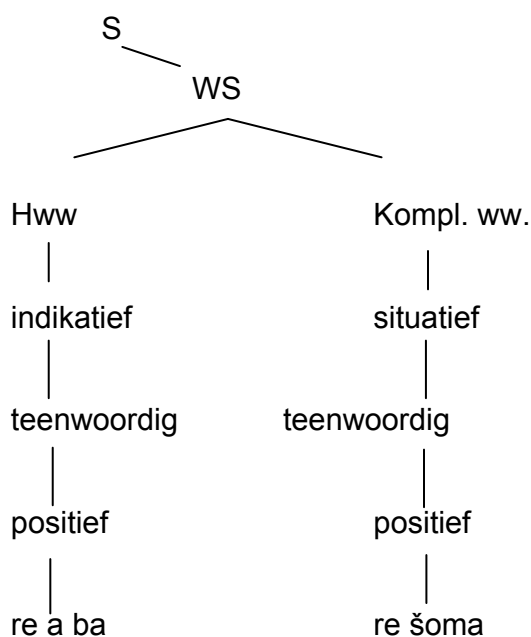 S
WS
Hww Kompl. ww.
indikatief situatief
teenwoordig teenwoordig
positief positief
re a ba re šoma